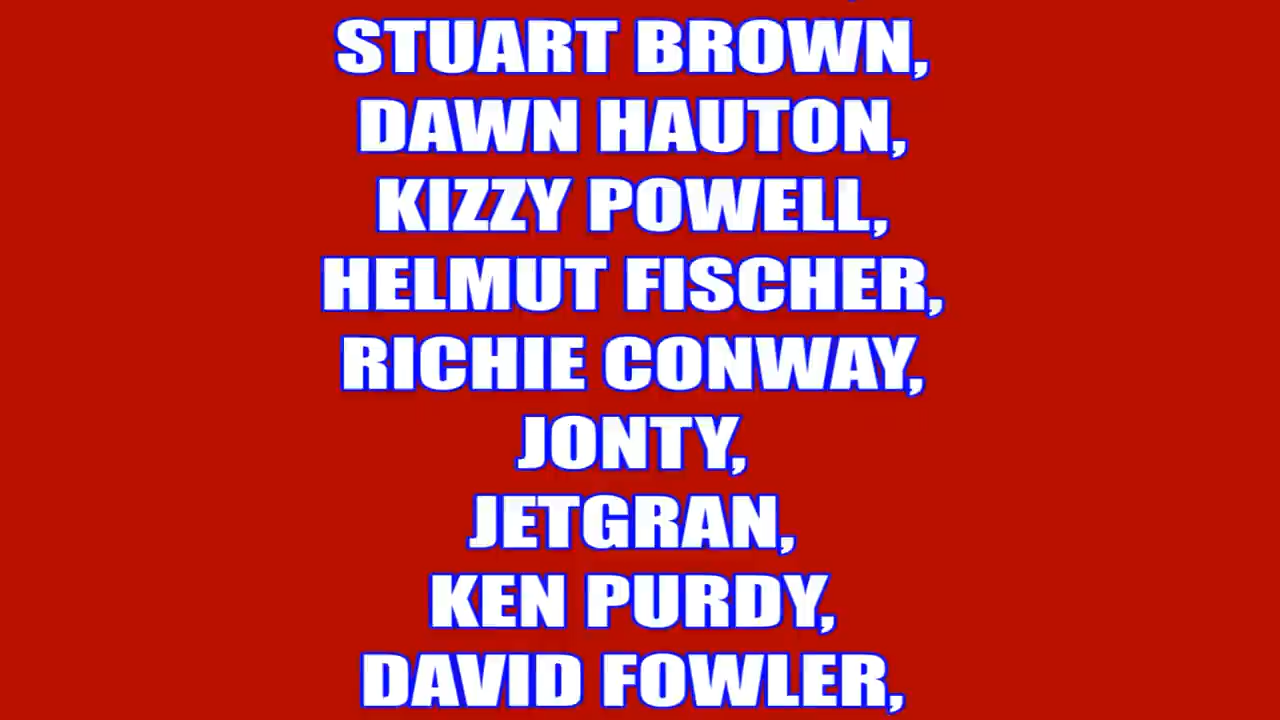 STUART BROWN,
DAWN HAUTON,
KIZZY POWELL,
HELMUT FISCHER,
RICHIE CONWAY,
JONTY,
JETGRAN,
KEN PURDY,
DAVID FOWLER,